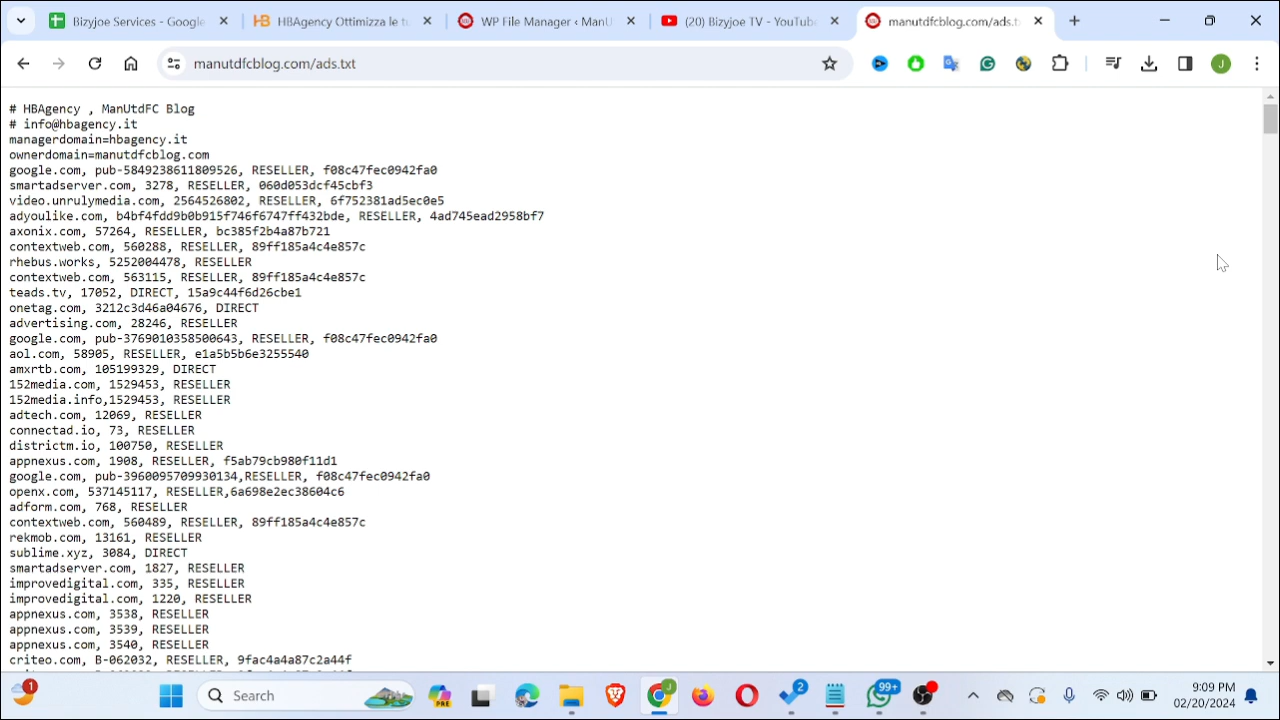 Bizyjoe Services - Google
HBAgency Ottimizza le tu
WP File Manager ‹ ManU
(20) Bizyjoe TV - YouTube
manutdfcblog.com/ads.tx
manutdfcblog.com/ads.txt
J
# HBAgency , ManUtdFC Blog
# info@hbagency.it
managerdomain=hbagency.it
ownerdomain=manutdfcblog.com
google.com, pub-5849238611809526, RESELLER, f08c47fec0942fa0
smartadserver.com, 3278, RESELLER, 060d053dcf45cbf3
video.unrulymedia.com, 2564526802, RESELLER, 6f752381ad5ec0e5
adyoulike.com, b4bf4fdd9b0b915f746f6747ff432bde, RESELLER, 4ad745ead2958bf7
axonix.com, 57264, RESELLER, bc385f2b4a87b721
contextweb.com, 560288, RESELLER, 89ff185a4c4e857c
rhebus.works, 5252004478, RESELLER
contextweb.com, 563115, RESELLER, 89ff185a4c4e857c
teads.tv, 17052, DIRECT, 15a9c44f6d26cbe1
onetag.com, 3212c3d46a04676, DIRECT
advertising.com, 28246, RESELLER
google.com, pub-3769010358500643, RESELLER, f08c47fec0942fa0
aol.com, 58905, RESELLER, e1a5b5b6e3255540
amxrtb.com, 105199329, DIRECT
152media.com, 1529453, RESELLER
152media.info,1529453, RESELLER
adtech.com, 12069, RESELLER
connectad.io, 73, RESELLER
districtm.io, 100750, RESELLER
appnexus.com, 1908, RESELLER, f5ab79cb980f11d1
google.com, pub-3960095709930134,RESELLER, f08c47fec0942fa0
openx.com, 537145117, RESELLER,6a698e2ec38604c6
adform.com, 768, RESELLER
contextweb.com, 560489, RESELLER, 89ff185a4c4e857c
rekmob.com, 13161, RESELLER
sublime.xyz, 3084, DIRECT
smartadserver.com, 1827, RESELLER
improvedigital.com, 335, RESELLER
improvedigital.com, 1220, RESELLER
appnexus.com, 3538, RESELLER
appnexus.com, 3539, RESELLER
appnexus.com, 3540, RESELLER
criteo.com, B-062032, RESELLER, 9fac4a4a87c2a44f
1
Search
PRE
J
2
99+
9:09 PM
02/20/2024